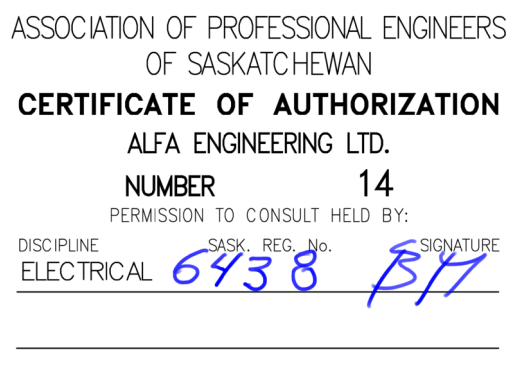 ASSOCIATION OF PROFESSIONAL ENGINEERS
OF SASKATCHEWAN
CERTIFICATE OF AUTHORIZATION
ALFA ENGINEERING LTD.
NUMBER 14
PERMISSION TO CONSULT HELD BY:
DISCIPLINE SASK. REG. No. SIGNATURE
ELECTRICAL 6438 BM